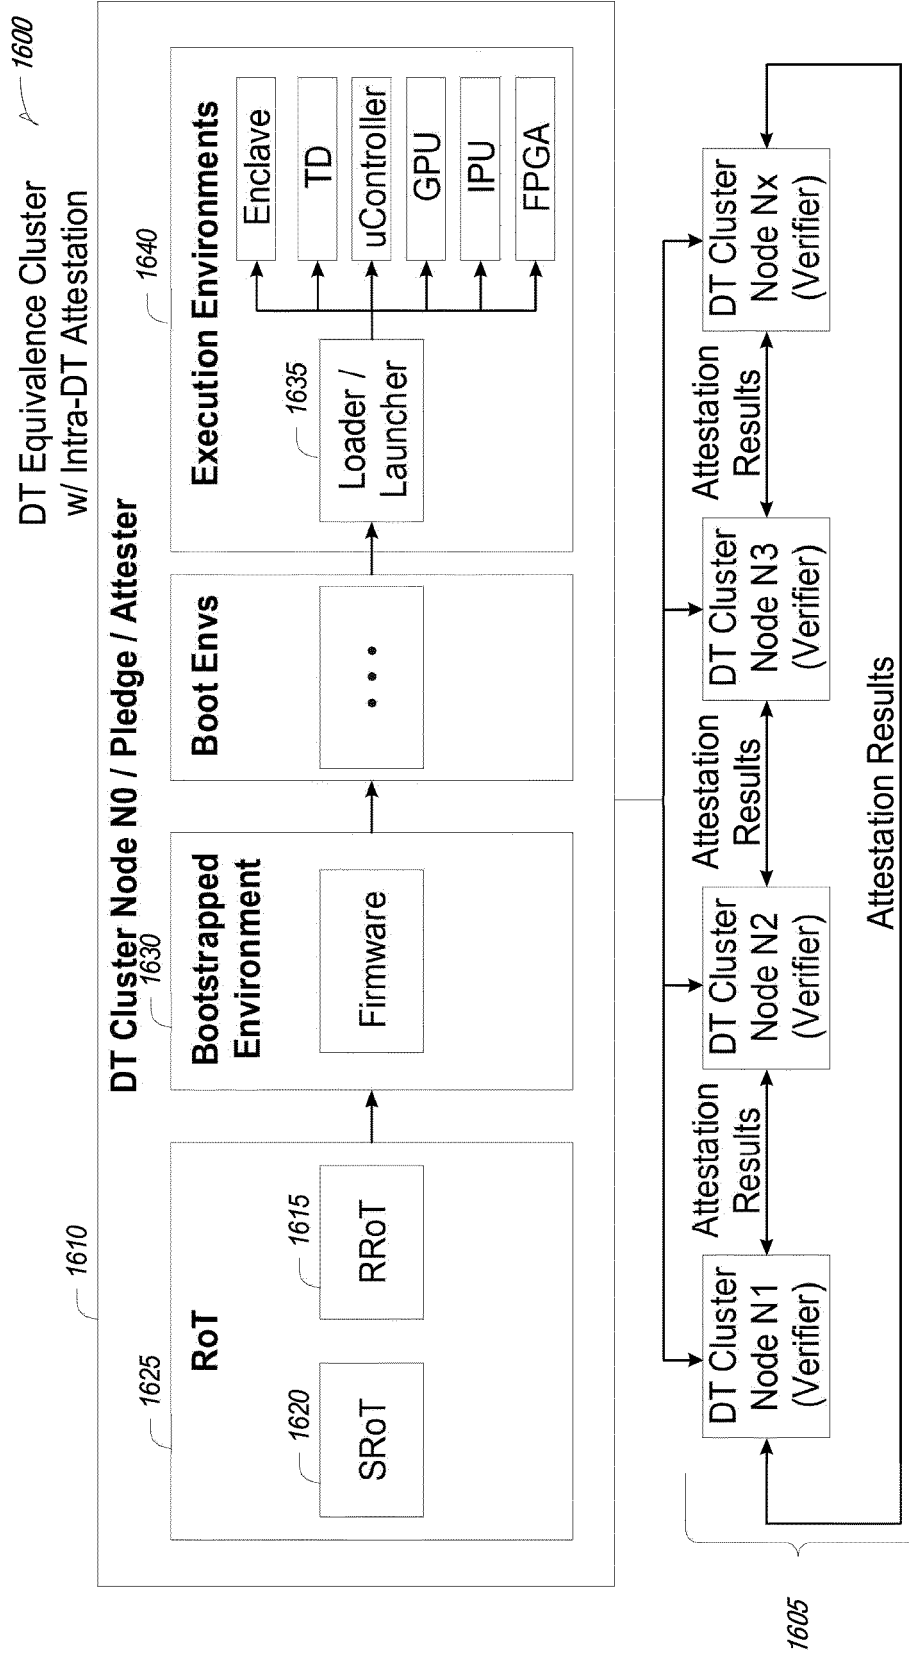 DT Equivalence Cluster
w/ Intra-DT Attestation
1600
1610
DT Cluster Node N0 / Pledge / Attester
1625
RoT
1620
SRoT
1615
RRoT
1630
Bootstrapped
Environment
Firmware
Boot Envs
• • •
1640
Execution Environments
1635
Loader /
Launcher
Enclave
TD
uController
GPU
IPU
FPGA
1605
DT Cluster
Node N1
(Verifier)
Attestation
Results
DT Cluster
Node N2
(Verifier)
Attestation
Results
DT Cluster
Node N3
(Verifier)
Attestation
Results
DT Cluster
Node Nx
(Verifier)
Attestation Results